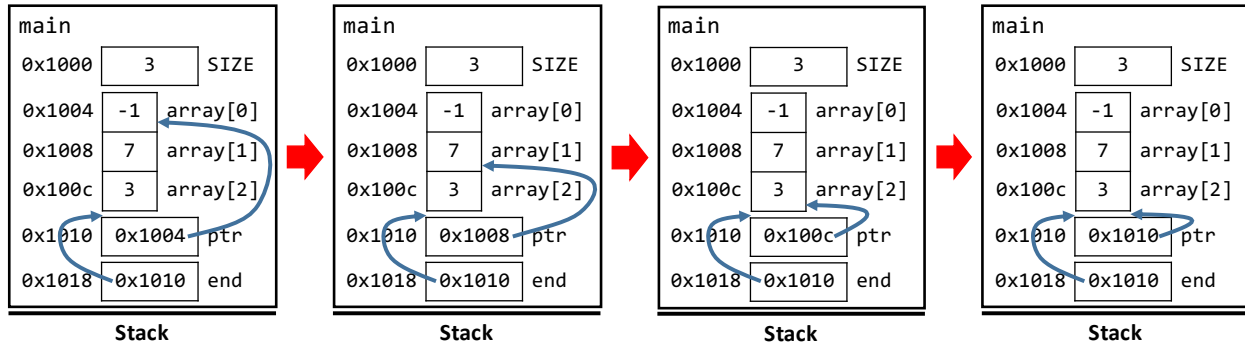 main
0x1000 3 SIZE
0x1004 -1 array[0]
0x1008 7 array[1]
0x100c 3 array[2]
0x1010 0x1004 ptr
0x1018 0x1010 end
Stack
main
0x1000 3 SIZE
0x1004 -1 array[0]
0x1008 7 array[1]
0x100c 3 array[2]
0x1010 0x1008 ptr
0x1018 0x1010 end
Stack
main
0x1000 3 SIZE
0x1004 -1 array[0]
0x1008 7 array[1]
0x100c 3 array[2]
0x1010 0x100c ptr
0x1018 0x1010 end
Stack
main
0x1000 3 SIZE
0x1004 -1 array[0]
0x1008 7 array[1]
0x100c 3 array[2]
0x1010 0x1010 ptr
0x1018 0x1010 end
Stack